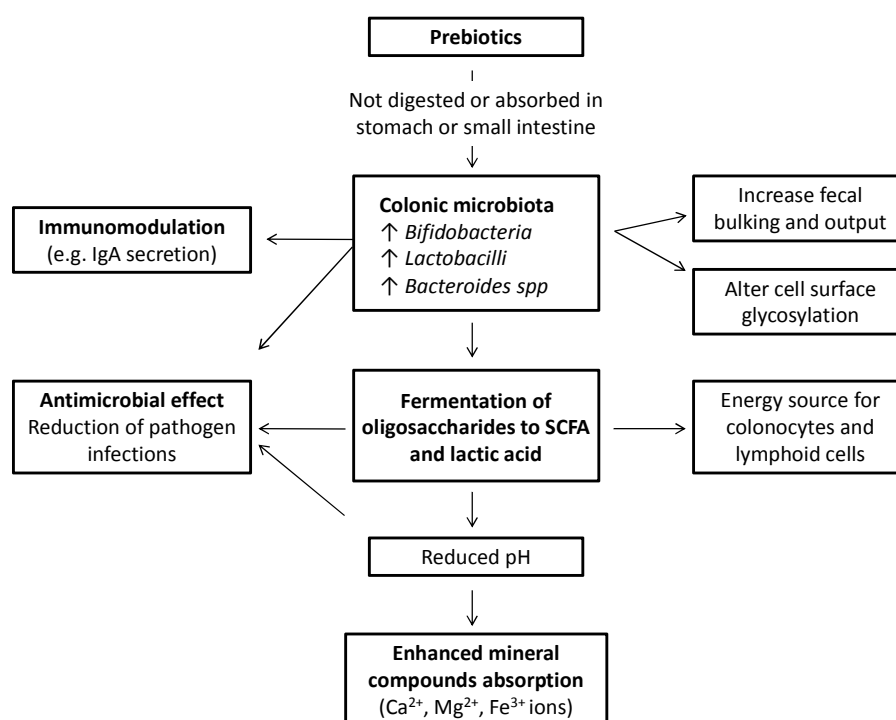 Prebiotics
Not digested or absorbed in
stomach or small intestine
Colonic microbiota
↑ Bifidobacteria
↑ Lactobacilli
↑ Bacteroides spp
Immunomodulation
(e.g. IgA secretion)
Increase fecal
bulking and output
Alter cell surface
glycosylation
Antimicrobial effect
Reduction of pathogen
infections
Fermentation of
oligosaccharides to SCFA
and lactic acid
Energy source for
colonocytes and
lymphoid cells
Reduced pH
Enhanced mineral
compounds absorption
(Ca²⁺, Mg²⁺, Fe³⁺ ions)